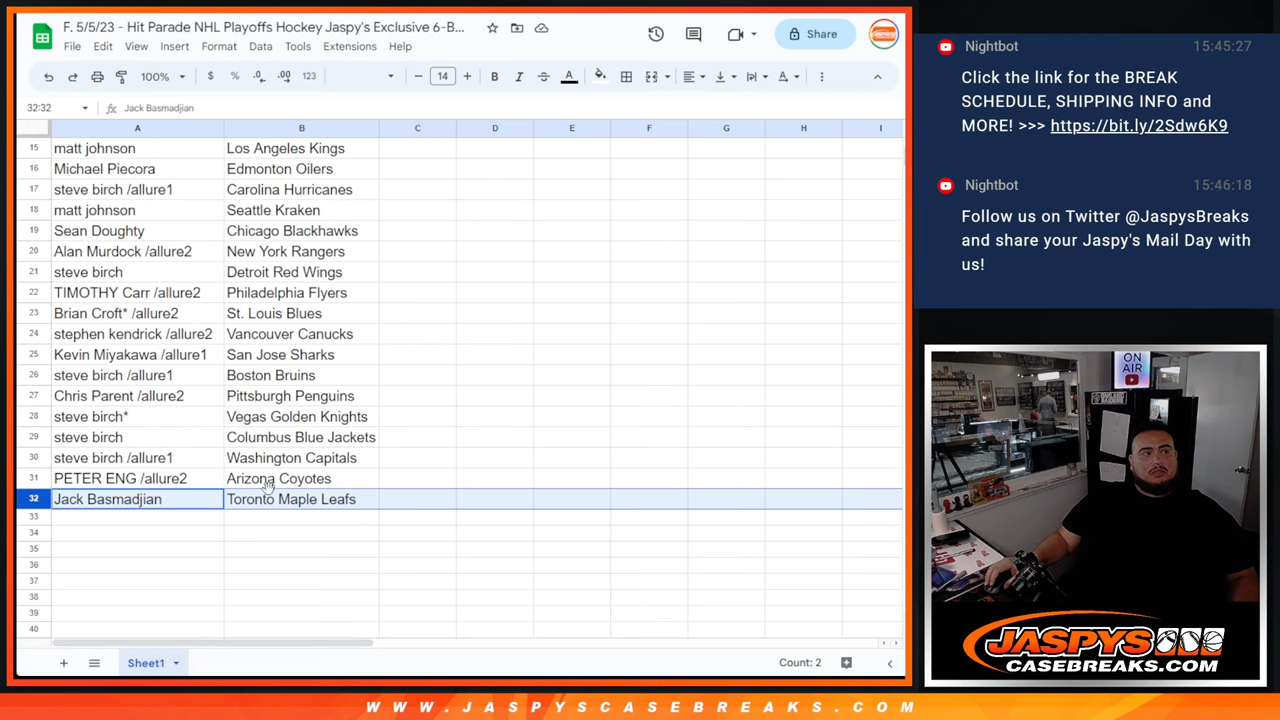 F. 5/5/23 - Hit Parade NHL Playoffs Hockey Jaspy's Exclusive 6-B...
File Edit View Insert Format Data Tools Extensions Help
Share
100% $ % .0 .00 123 14 B I A
32:32 fx Jack Basmadjian
A B C D E F G H I
15 matt johnson Los Angeles Kings
16 Michael Piecora Edmonton Oilers
17 steve birch /allure1 Carolina Hurricanes
18 matt johnson Seattle Kraken
19 Sean Doughty Chicago Blackhawks
20 Alan Murdock /allure2 New York Rangers
21 steve birch Detroit Red Wings
22 TIMOTHY Carr /allure2 Philadelphia Flyers
23 Brian Croft* /allure2 St. Louis Blues
24 stephen kendrick /allure2 Vancouver Canucks
25 Kevin Miyakawa /allure1 San Jose Sharks
26 steve birch /allure1 Boston Bruins
27 Chris Parent /allure2 Pittsburgh Penguins
28 steve birch* Vegas Golden Knights
29 steve birch Columbus Blue Jackets
30 steve birch /allure1 Washington Capitals
31 PETER ENG /allure2 Arizona Coyotes
32 Jack Basmadjian Toronto Maple Leafs
33
34
35
36
37
38
39
40
Sheet1
Count: 2
Nightbot 15:45:27
Click the link for the BREAK
SCHEDULE, SHIPPING INFO and
MORE! >>> https://bit.ly/2Sdw6K9
Nightbot 15:46:18
Follow us on Twitter @JaspysBreaks
and share your Jaspy's Mail Day with
us!
ON
AIR
JASPYS
CASEBREAKS.COM
WWW.JASPYSCASEBREAKS.COM